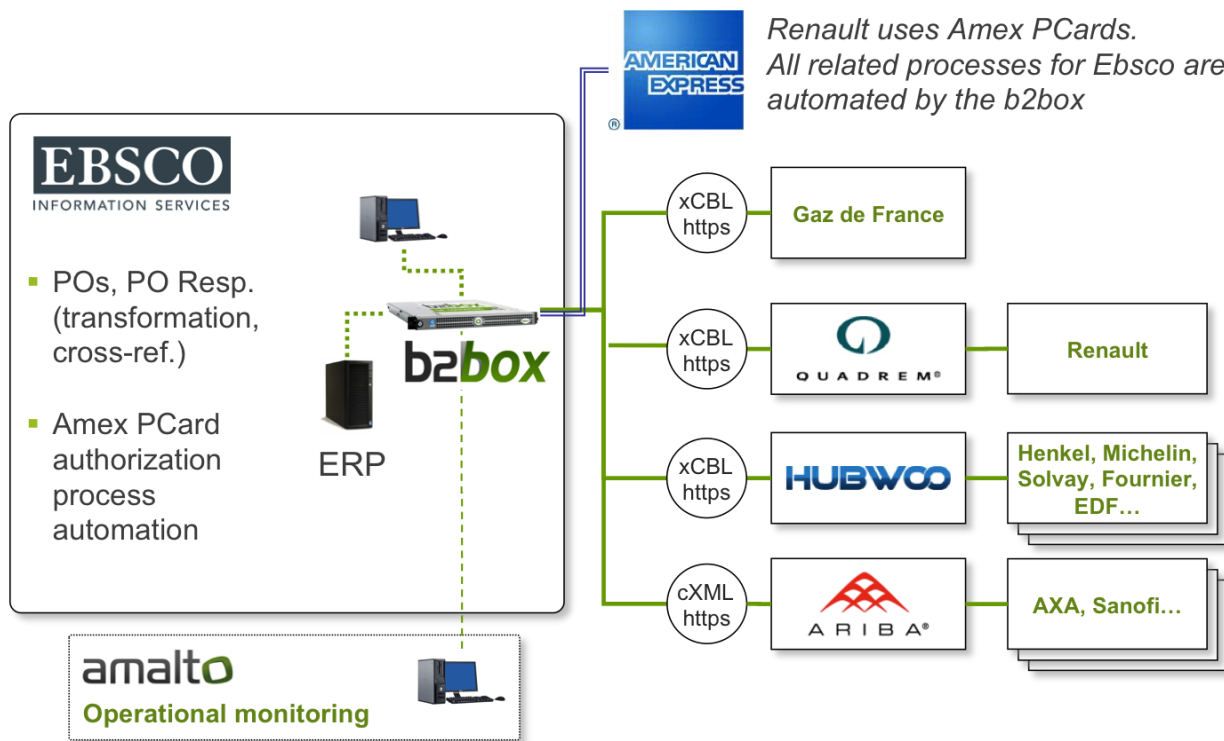 Renault uses Amex PCards.
All related processes for Ebsco are
automated by the b2box
AMERICAN
EXPRESS
®
EBSCO
INFORMATION SERVICES
▪ POs, PO Resp.
(transformation,
cross-ref.)
▪ Amex PCard
authorization
process
automation
b2box
b2box
ERP
xCBL
https
Gaz de France
xCBL
https
QUADREM®
Renault
xCBL
https
HUBWOO
Henkel, Michelin,
Solvay, Fournier,
EDF…
cXML
https
ARIBA®
AXA, Sanofi…
amalto
Operational monitoring